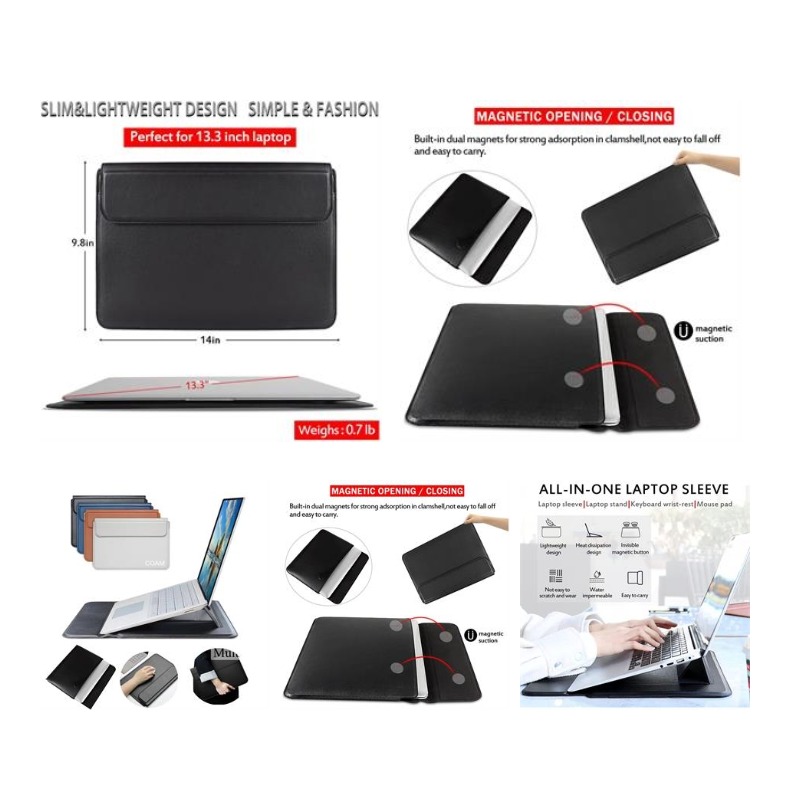 SLIM&LIGHTWEIGHT DESIGN SIMPLE & FASHION
Perfect for 13.3 inch laptop
9.8in
14in
13.3"
Weighs : 0.7 lb
MAGNETIC OPENING / CLOSING
Built-in dual magnets for strong adsorption in clamshell,not easy to fall off
and easy to carry.
magnetic
suction
Mult
MAGNETIC OPENING / CLOSING
Built-in dual magnets for strong adsorption in clamshell,not easy to fall off
and easy to carry.
magnetic
suction
ALL-IN-ONE LAPTOP SLEEVE
Laptop sleeve|Laptop stand|Keyboard wrist-rest|Mouse pad
Lightweight
design
Heat dissipation
design
Invisible
magnetic button
Not easy to
scratch and wear
Water
impermeable
Easy to carry